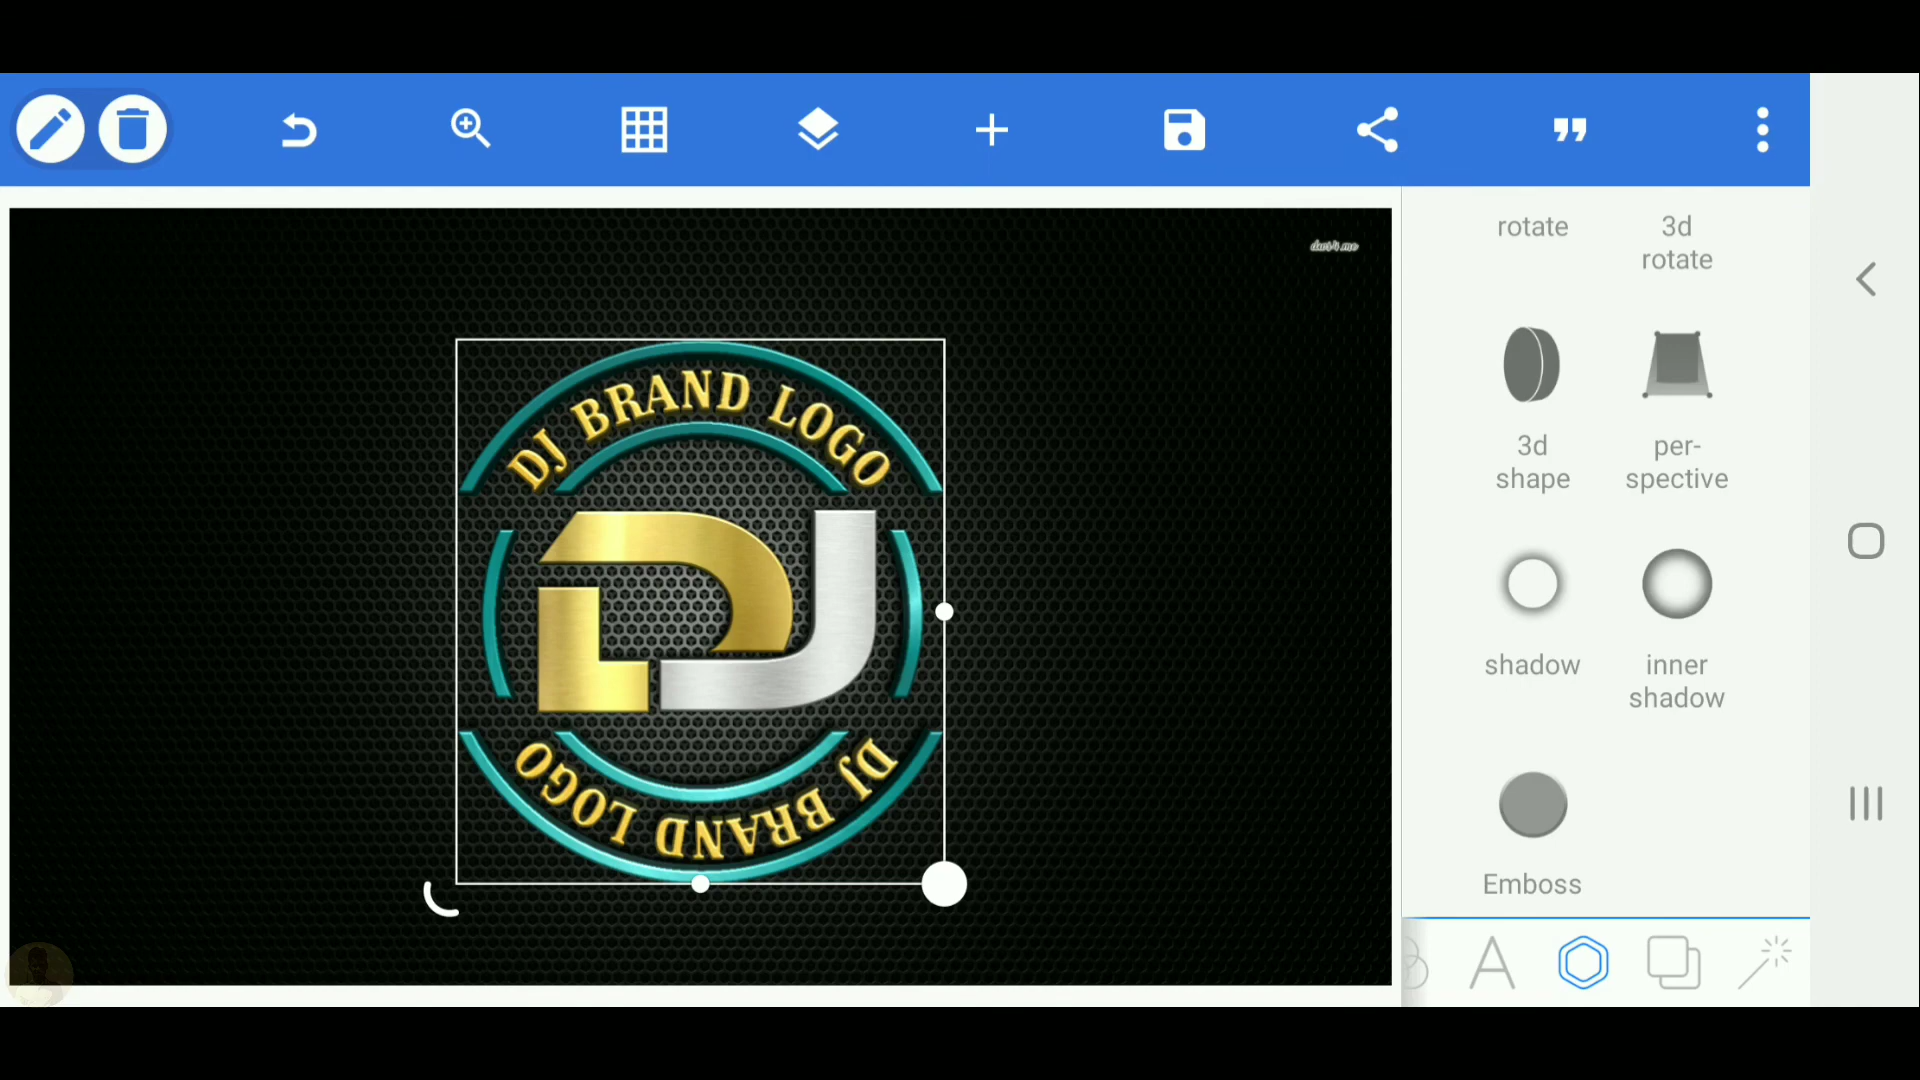 rotate
3d
rotate
DJ BRAND LOGO
DJ
DJ BRAND LOGO
3d
shape
per-
spective
shadow
inner
shadow
Emboss